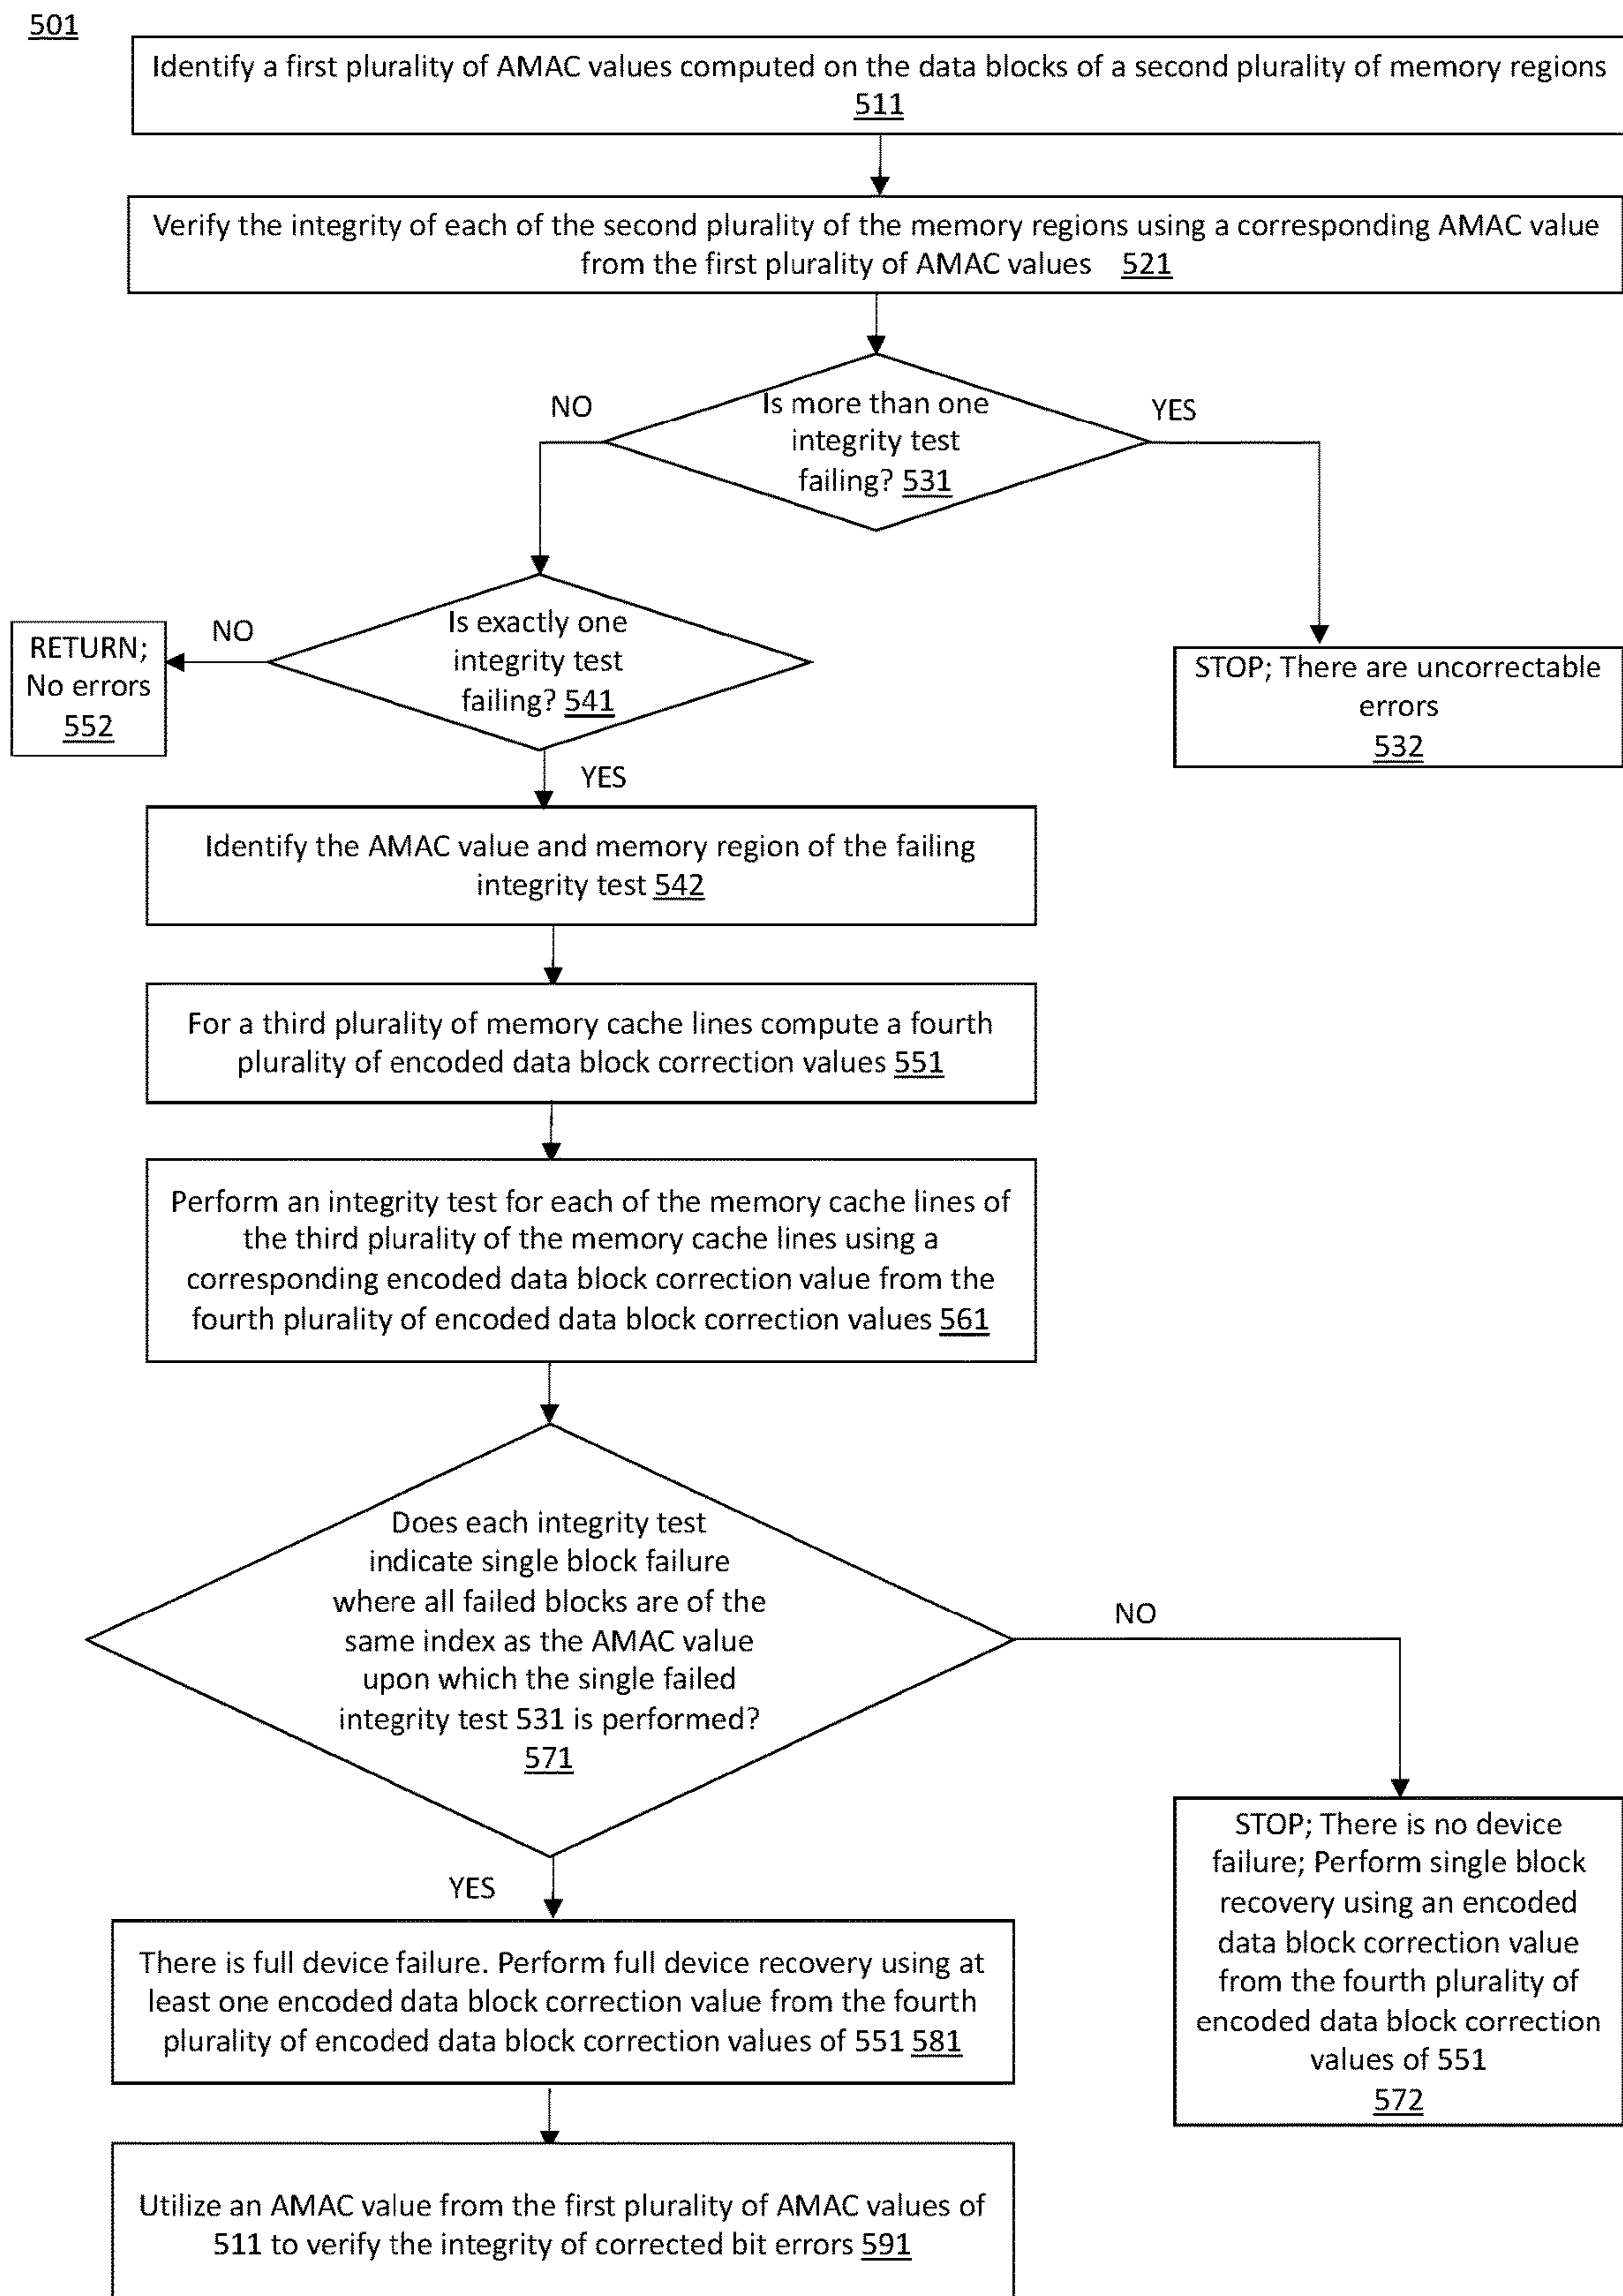 501
Identify a first plurality of AMAC values computed on the data blocks of a second plurality of memory regions
511
Verify the integrity of each of the second plurality of the memory regions using a corresponding AMAC value
from the first plurality of AMAC values 521
NO
Is more than one
integrity test
failing? 531
YES
RETURN;
No errors
552
NO
Is exactly one
integrity test
failing? 541
STOP; There are uncorrectable
errors
532
YES
Identify the AMAC value and memory region of the failing
integrity test 542
For a third plurality of memory cache lines compute a fourth
plurality of encoded data block correction values 551
Perform an integrity test for each of the memory cache lines of
the third plurality of the memory cache lines using a
corresponding encoded data block correction value from the
fourth plurality of encoded data block correction values 561
Does each integrity test
indicate single block failure
where all failed blocks are of the
same index as the AMAC value
upon which the single failed
integrity test 531 is performed?
571
NO
STOP; There is no device
failure; Perform single block
recovery using an encoded
data block correction value
from the fourth plurality of
encoded data block correction
values of 551
572
YES
There is full device failure. Perform full device recovery using at
least one encoded data block correction value from the fourth
plurality of encoded data block correction values of 551 581
Utilize an AMAC value from the first plurality of AMAC values of
511 to verify the integrity of corrected bit errors 591